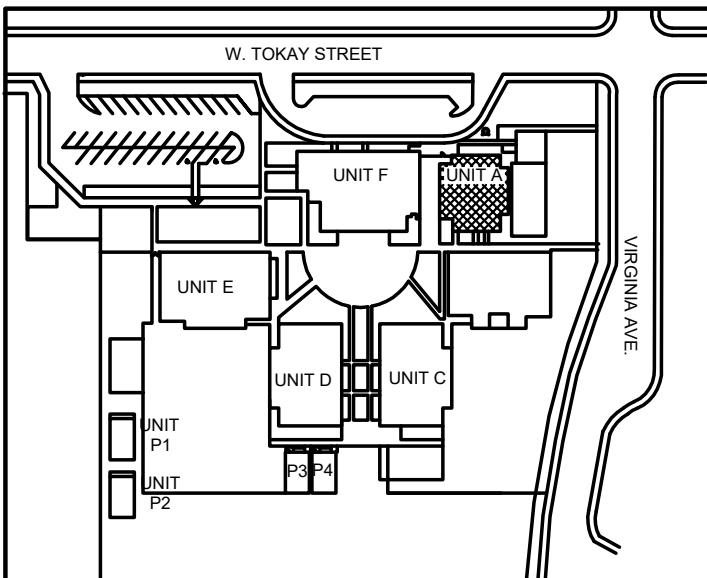 W. TOKAY STREET
UNIT F
UNIT A
VIRGINIA AVE.
UNIT E
UNIT D
UNIT C
UNIT
P1
P3
P4
UNIT
P2